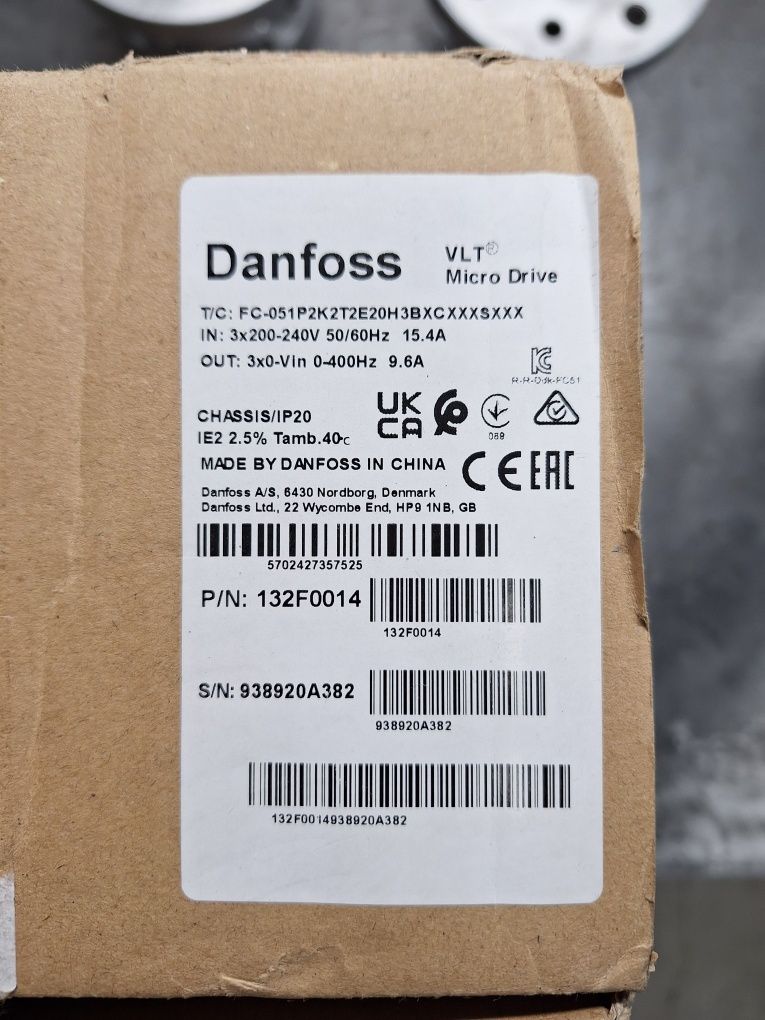 Danfoss
VLT®
Micro Drive
T/C: FC-051P2K2T2E20H3BXCXXXSXXX
IN: 3x200-240V 50/60Hz 15.4A
OUT: 3x0-Vin 0-400Hz 9.6A
CHASSIS/IP20
IE2 2.5% Tamb.40°C
UK
CA
089
MADE BY DANFOSS IN CHINA
CE EAC
Danfoss A/S, 6430 Nordborg, Denmark
Danfoss Ltd., 22 Wycombe End, HP9 1NB, GB
5702427357525
P/N: 132F0014
132F0014
S/N: 938920A382
938920A382
132F0014938920A382